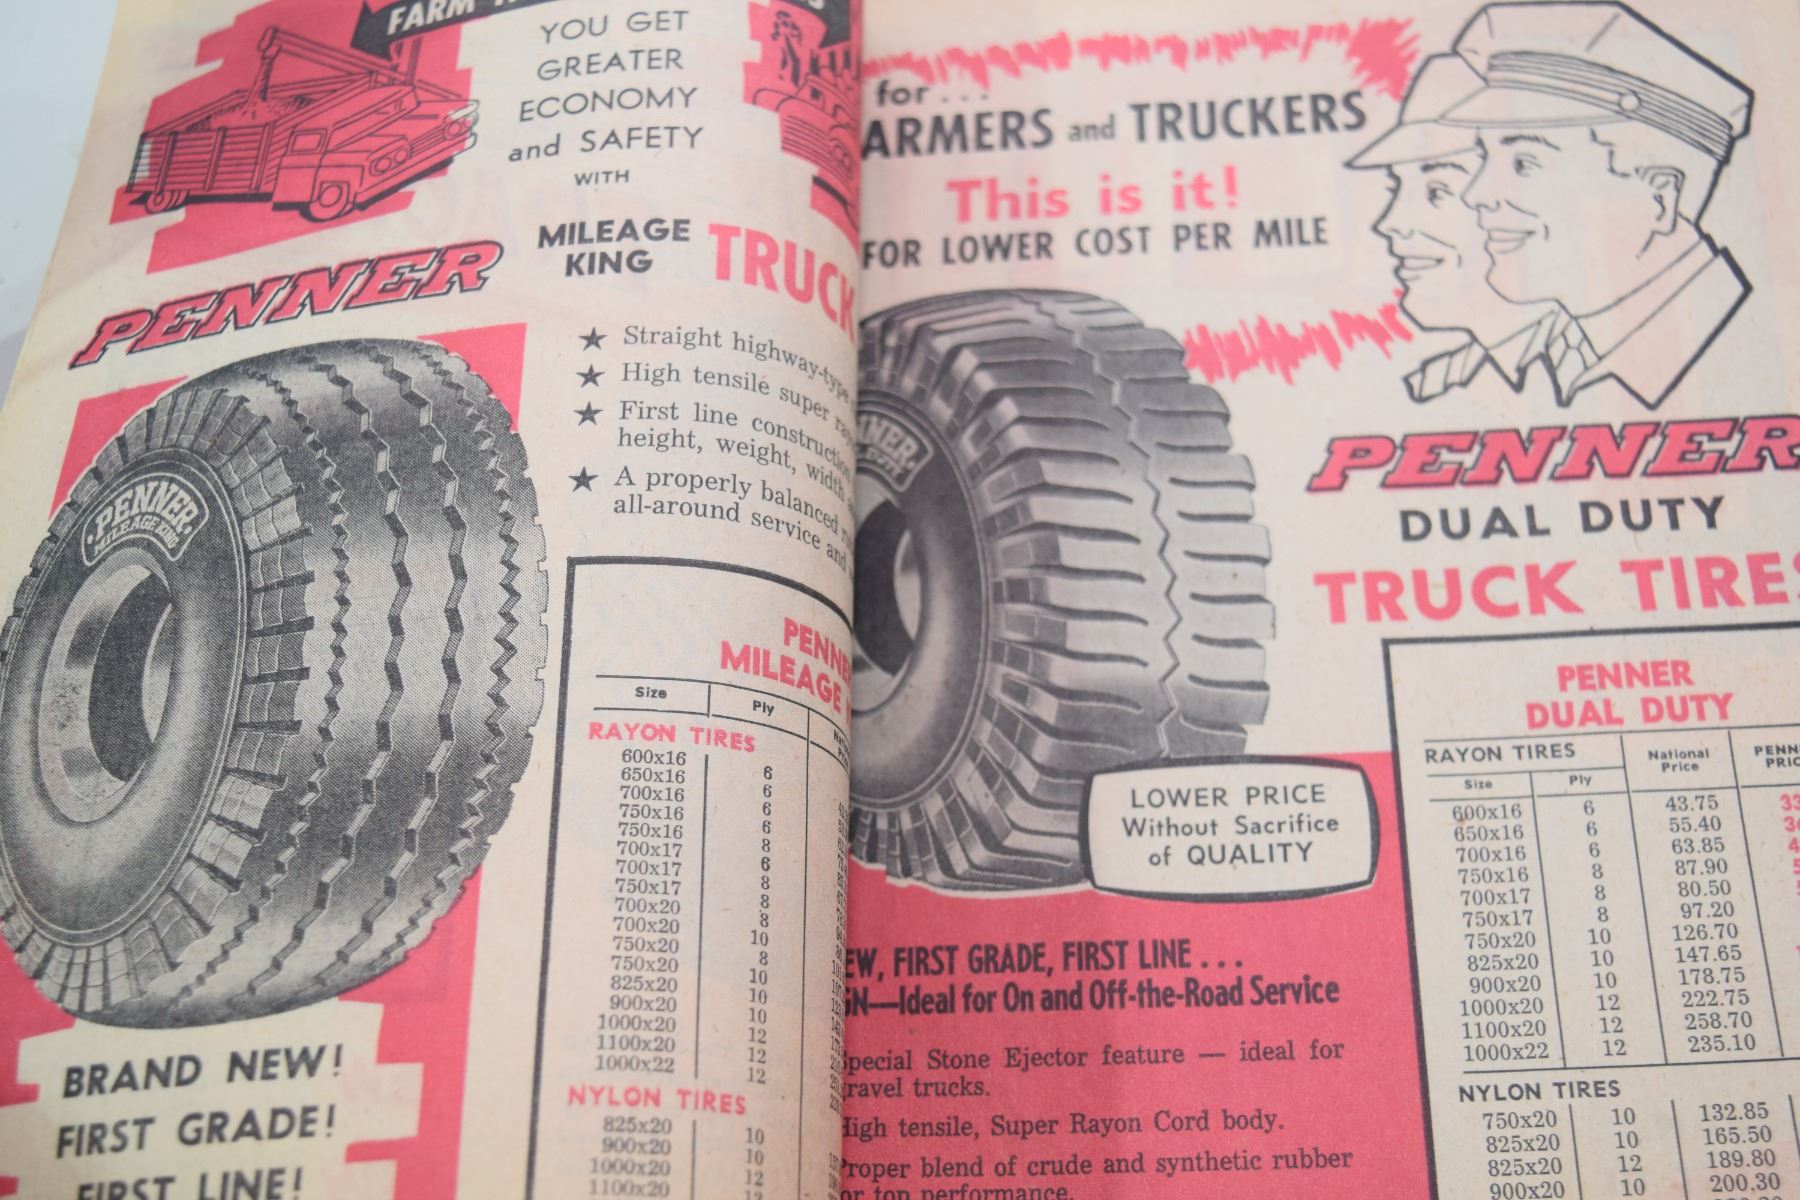 FARM
YOU GET
GREATER
ECONOMY
and SAFETY
WITH
PENNER
MILEAGE
KING
TRUCK
★ Straight highway-type
★ High tensile super
★ First line construction
height, weight, width
★ A properly balanced
all-around service and
PENNER
MILEAGE KING
PENNER
MILEAGE
Size Ply
RAYON TIRES
600x16 6
650x16 6
700x16 6
750x16 6
750x16 8
700x17 6
700x17 8
750x17 8
700x20 8
700x20 10
750x20 8
750x20 10
825x20 10
900x20 10
1000x20 12
1100x20 12
1000x22 12
NYLON TIRES
825x20 10
900x20 10
1000x20 12
1100x20 12
BRAND NEW!
FIRST GRADE!
FIRST LINE!
for...
ARMERS and TRUCKERS
This is it!
FOR LOWER COST PER MILE
PENNER
DUAL DUTY
TRUCK TIRES
LOWER PRICE
Without Sacrifice
of QUALITY
EW, FIRST GRADE, FIRST LINE...
—Ideal for On and Off-the-Road Service
Special Stone Ejector feature — ideal for
travel trucks.
High tensile, Super Rayon Cord body.
Proper blend of crude and synthetic rubber
for top performance.
PENNER
DUAL DUTY
RAYON TIRES National Price
Size Ply
600x16 6 43.75
650x16 6 55.40
700x16 6 63.85
750x16 8 87.90
700x17 8 80.50
750x17 8 97.20
750x20 10 126.70
825x20 10 147.65
900x20 10 178.75
1000x20 12 222.75
1100x20 12 258.70
1000x22 12 235.10
NYLON TIRES
750x20 10 132.85
825x20 10 165.50
825x20 12 189.80
900x20 10 200.30